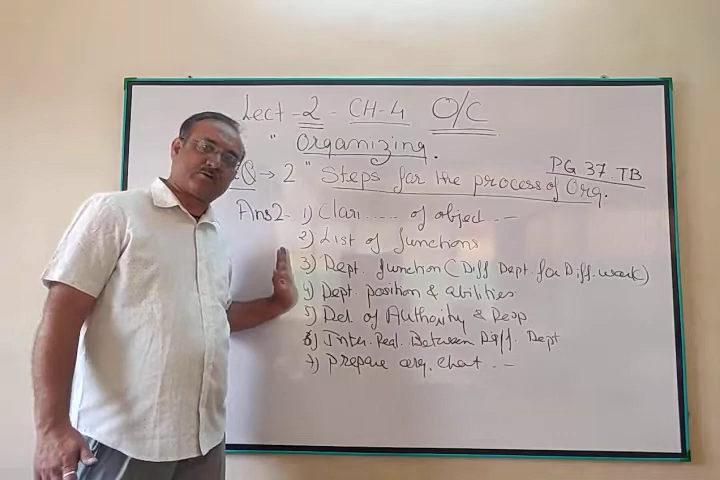 Lect - 2 - CH-4 O/C
" Organizing.
PG 37 TB
Q → 2 " Steps for the process of Org.
Ans 2- 1) Clari ..... of object . -
2) List of functions
3) Dept. function (Diff Dept. for Diff. work)
4) Dept. position & abilities
5) Del of Authority & Resp
6) Inter. Real. Between Diff. Dept
7) Prepare org. chart . -